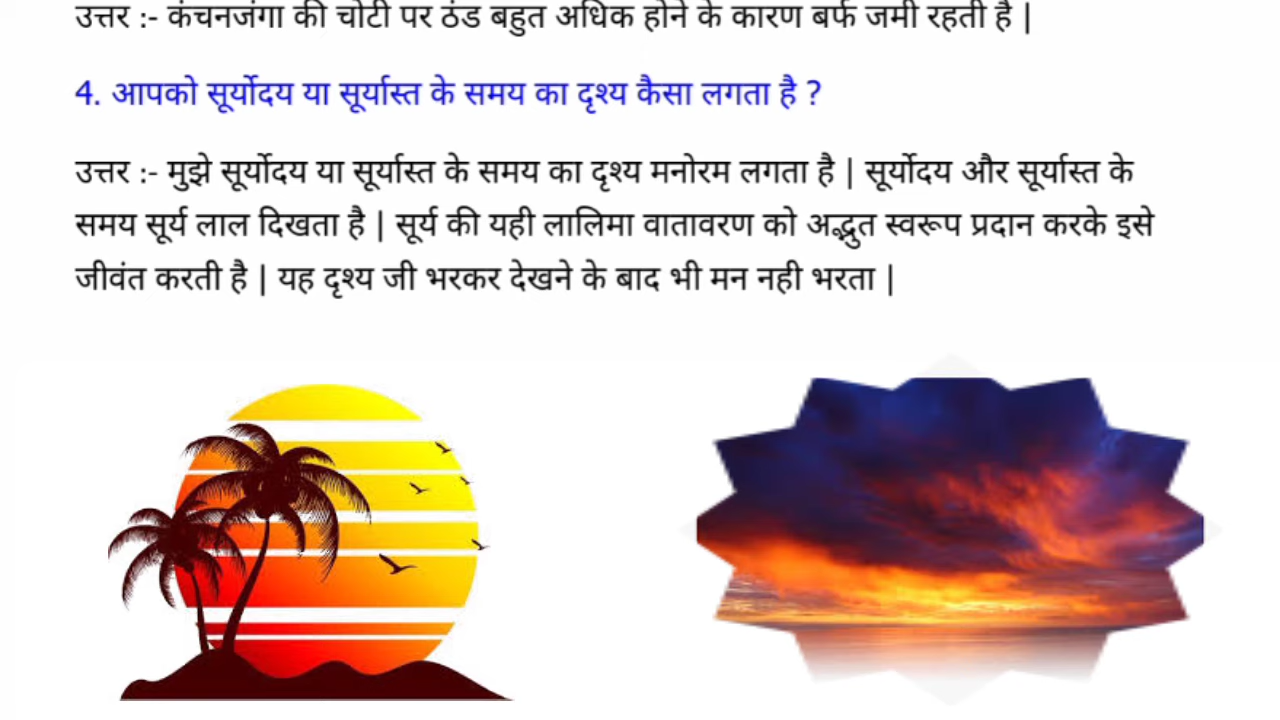 उत्तर :- कंचनजंगा की चोटी पर ठंड बहुत अधिक होने के कारण बर्फ जमी रहती है |
4. आपको सूर्योदय या सूर्यास्त के समय का दृश्य कैसा लगता है ?
उत्तर :- मुझे सूर्योदय या सूर्यास्त के समय का दृश्य मनोरम लगता है | सूर्योदय और सूर्यास्त के
समय सूर्य लाल दिखता है | सूर्य की यही लालिमा वातावरण को अद्भुत स्वरूप प्रदान करके इसे
जीवंत करती है | यह दृश्य जी भरकर देखने के बाद भी मन नही भरता |